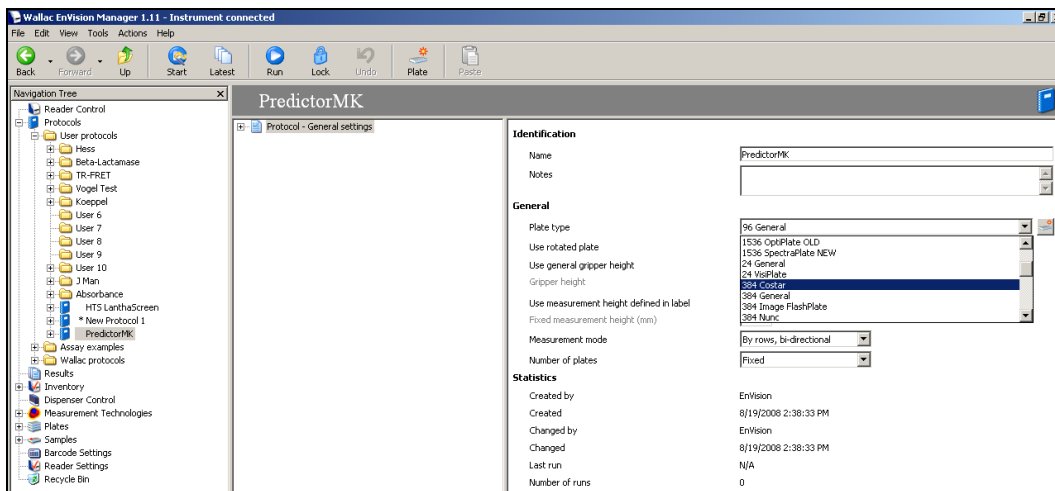 Wallac EnVision Manager 1.11 - Instrument connected
File Edit View Tools Actions Help
Back Forward Up Start Latest Run Lock Undo Plate Paste
Navigation Tree
Reader Control
Protocols
User protocols
Hess
Beta-Lactamase
TR-FRET
Vogel Test
Koeppel
User 6
User 7
User 8
User 9
User 10
J Man
Absorbance
HTS LanthaScreen
* New Protocol 1
PredictorMK
Assay examples
Wallac protocols
Results
Inventory
Dispenser Control
Measurement Technologies
Plates
Samples
Barcode Settings
Reader Settings
Recycle Bin
PredictorMK
Protocol - General settings
Identification
Name PredictorMK
Notes
General
Plate type 96 General
Use rotated plate
Use general gripper height
Gripper height
Use measurement height defined in label
Fixed measurement height (mm)
1536 OptiPlate OLD
1536 SpectraPlate NEW
24 General
24 VisiPlate
384 Costar
384 General
384 Image FlashPlate
384 Nunc
Measurement mode By rows, bi-directional
Number of plates Fixed
Statistics
Created by EnVision
Created 8/19/2008 2:38:33 PM
Changed by EnVision
Changed 8/19/2008 2:38:33 PM
Last run N/A
Number of runs 0